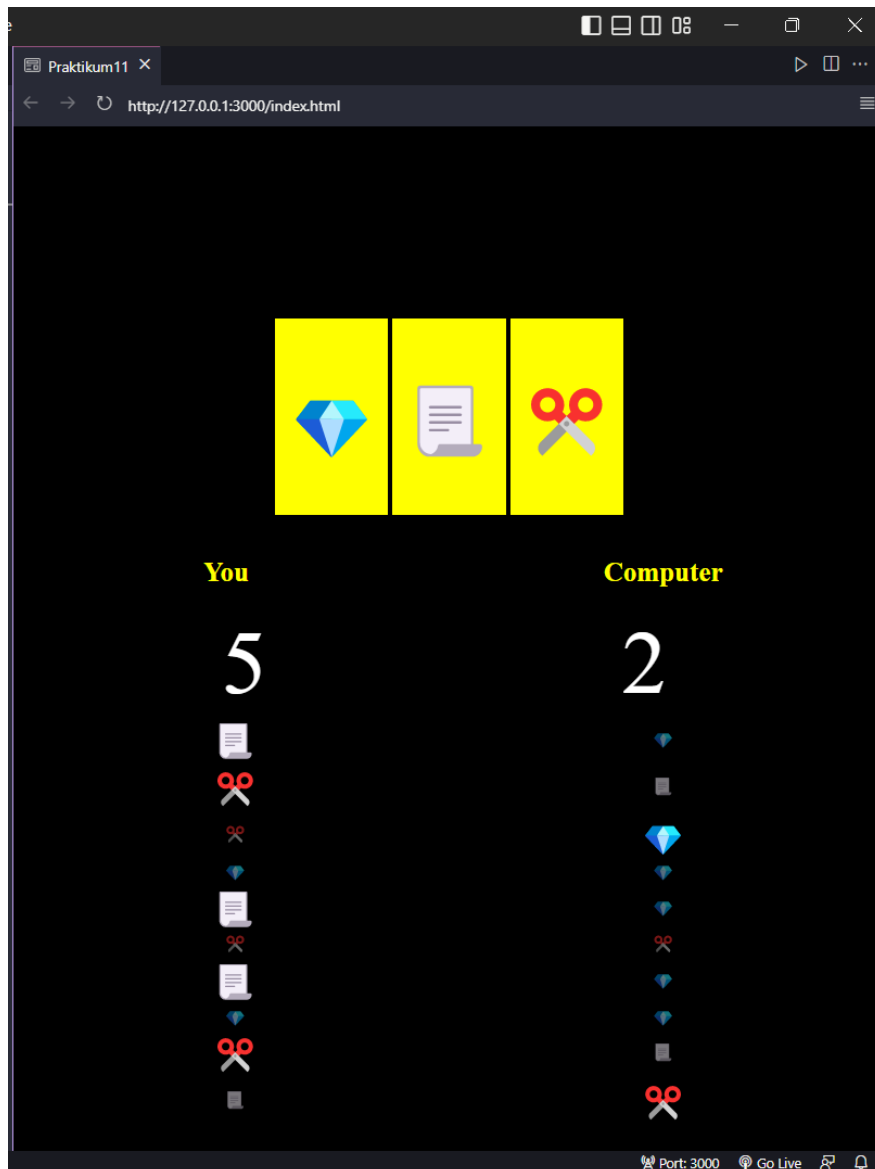 e
Praktikum11
http://127.0.0.1:3000/index.html
You
Computer
5
2
Port: 3000
Go Live